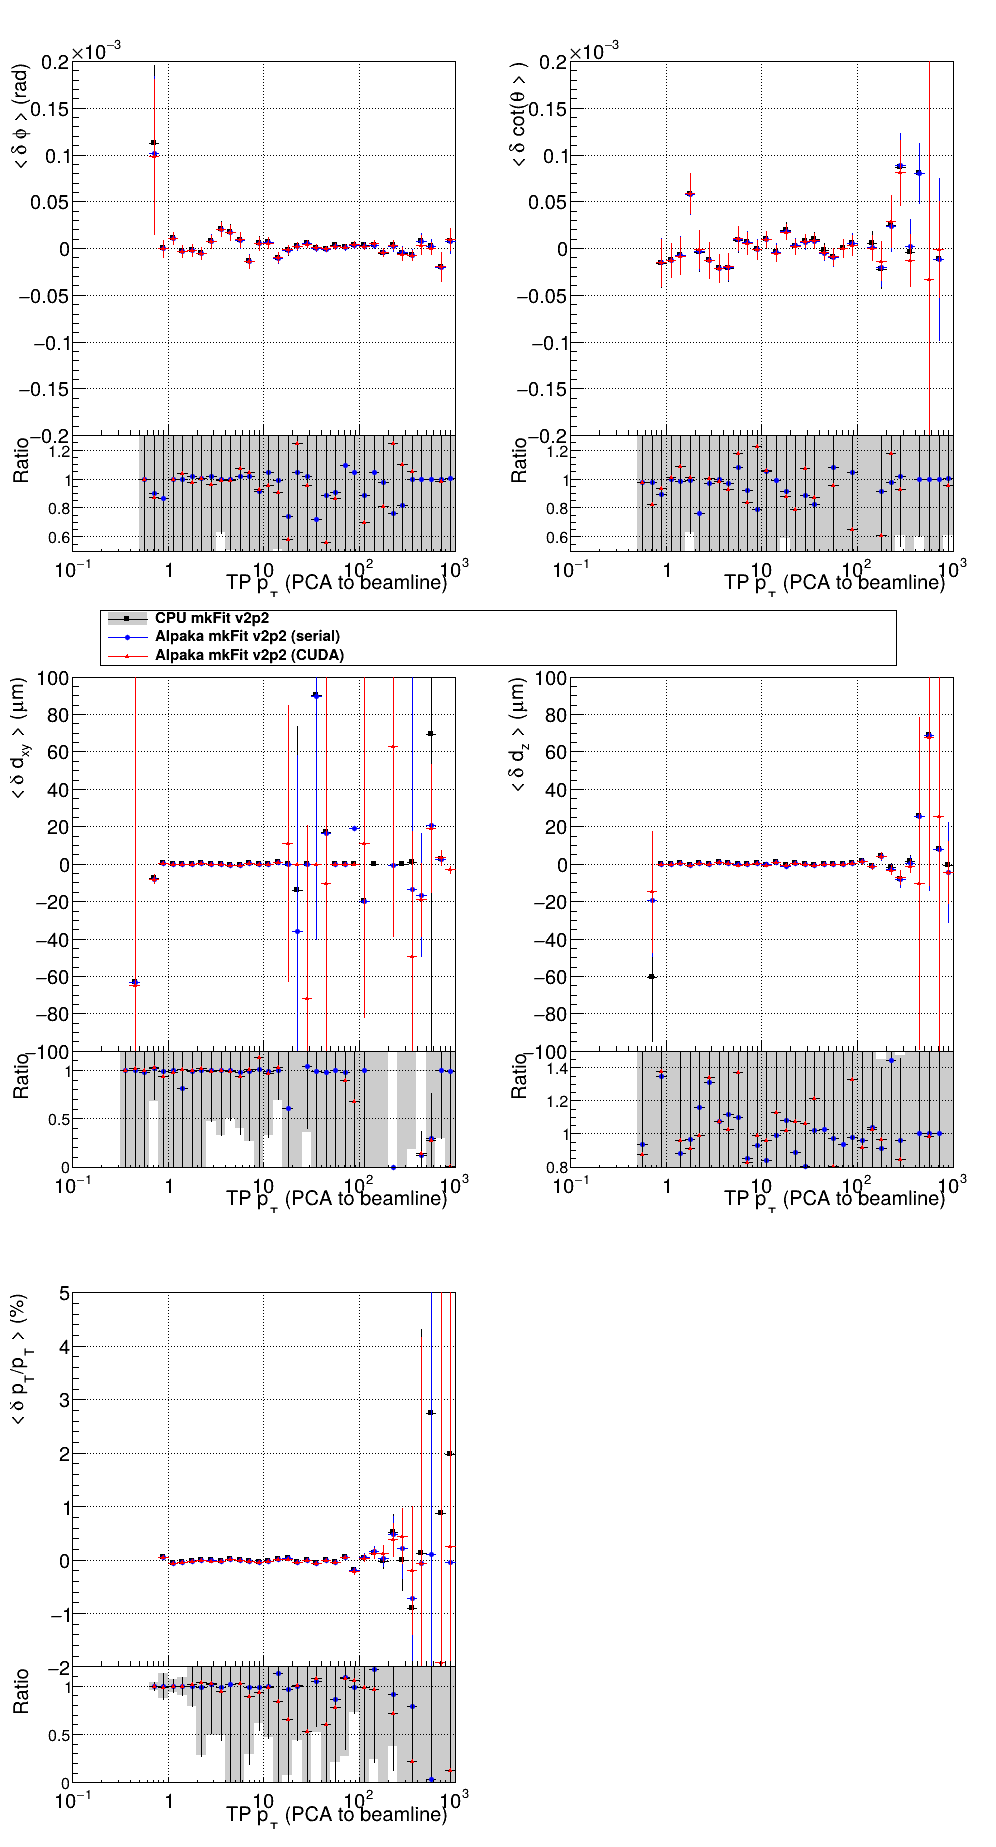 ×10⁻³
< δ φ > (rad)
0.2
0.15
0.1
0.05
0
−0.05
−0.1
−0.15
−0.2
Ratio
1.2
1
0.8
0.6
10⁻¹ 1 10 10² 10³
TP p_T (PCA to beamline)
×10⁻³
< δ cot(θ > )
0.2
0.15
0.1
0.05
0
−0.05
−0.1
−0.15
−0.2
Ratio
1.2
1
0.8
0.6
10⁻¹ 1 10 10² 10³
TP p_T (PCA to beamline)
CPU mkFit v2p2
Alpaka mkFit v2p2 (serial)
Alpaka mkFit v2p2 (CUDA)
< δ d_xy > (μm)
100
80
60
40
20
0
−20
−40
−60
−80
−100
Ratio
1
0.5
0
10⁻¹ 1 10 10² 10³
TP p_T (PCA to beamline)
< δ d_z > (μm)
100
80
60
40
20
0
−20
−40
−60
−80
−100
Ratio
1.4
1.2
1
0.8
10⁻¹ 1 10 10² 10³
TP p_T (PCA to beamline)
< δ p_T/p_T > (%)
5
4
3
2
1
0
−1
−2
Ratio
1
0.5
0
10⁻¹ 1 10 10² 10³
TP p_T (PCA to beamline)